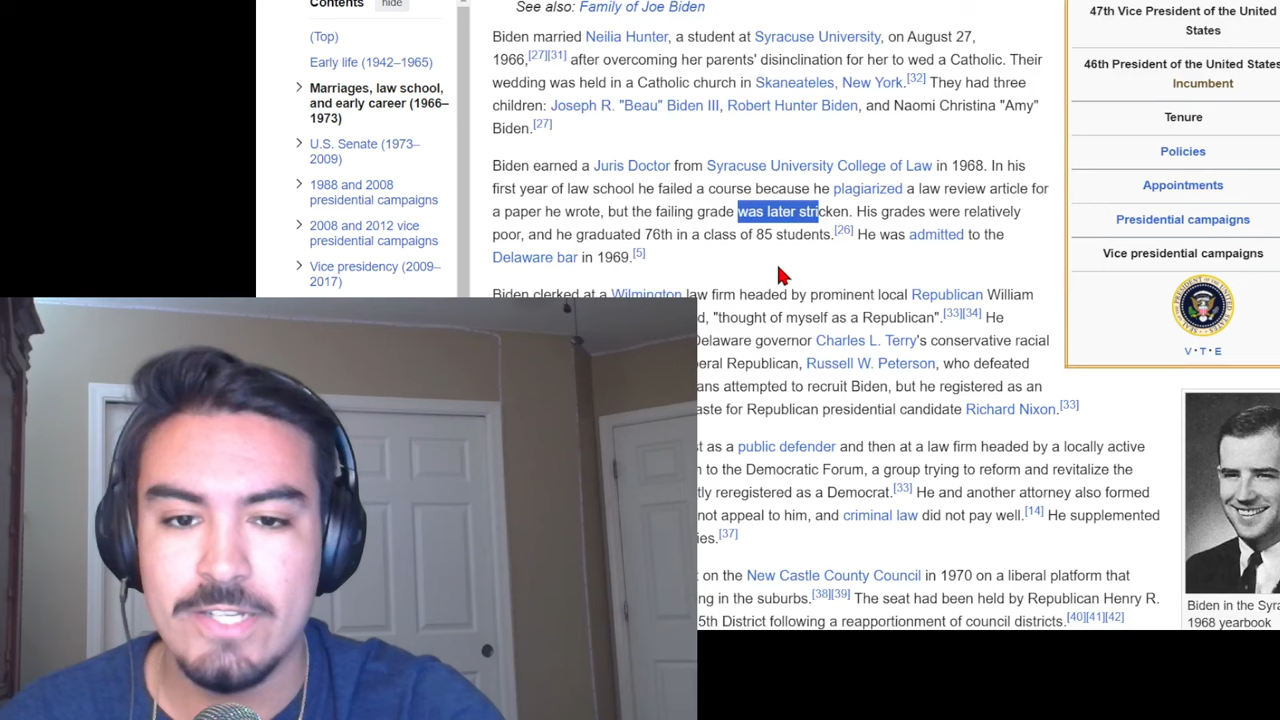 Contents hide
(Top)
Early life (1942–1965)
Marriages, law school,
and early career (1966–
1973)
U.S. Senate (1973–
2009)
1988 and 2008
presidential campaigns
2008 and 2012 vice
presidential campaigns
Vice presidency (2009–
2017)
See also: Family of Joe Biden
Biden married Neilia Hunter, a student at Syracuse University, on August 27,
1966,[27][31] after overcoming her parents' disinclination for her to wed a Catholic. Their
wedding was held in a Catholic church in Skaneateles, New York.[32] They had three
children: Joseph R. "Beau" Biden III, Robert Hunter Biden, and Naomi Christina "Amy"
Biden.[27]
Biden earned a Juris Doctor from Syracuse University College of Law in 1968. In his
first year of law school he failed a course because he plagiarized a law review article for
a paper he wrote, but the failing grade was later stricken. His grades were relatively
poor, and he graduated 76th in a class of 85 students.[26] He was admitted to the
Delaware bar in 1969.[5]
Biden clerked at a Wilmington law firm headed by prominent local Republican William
d, "thought of myself as a Republican".[33][34] He
Delaware governor Charles L. Terry's conservative racial
eral Republican, Russell W. Peterson, who defeated
ans attempted to recruit Biden, but he registered as an
aste for Republican presidential candidate Richard Nixon.[33]
st as a public defender and then at a law firm headed by a locally active
n to the Democratic Forum, a group trying to reform and revitalize the
tly reregistered as a Democrat.[33] He and another attorney also formed
not appeal to him, and criminal law did not pay well.[14] He supplemented
ies.[37]
on the New Castle County Council in 1970 on a liberal platform that
ng in the suburbs.[38][39] The seat had been held by Republican Henry R.
5th District following a reapportionment of council districts.[40][41][42]
47th Vice President of the United
States
46th President of the United States
Incumbent
Tenure
Policies
Appointments
Presidential campaigns
Vice presidential campaigns
V · T · E
Biden in the Syra
1968 yearbook